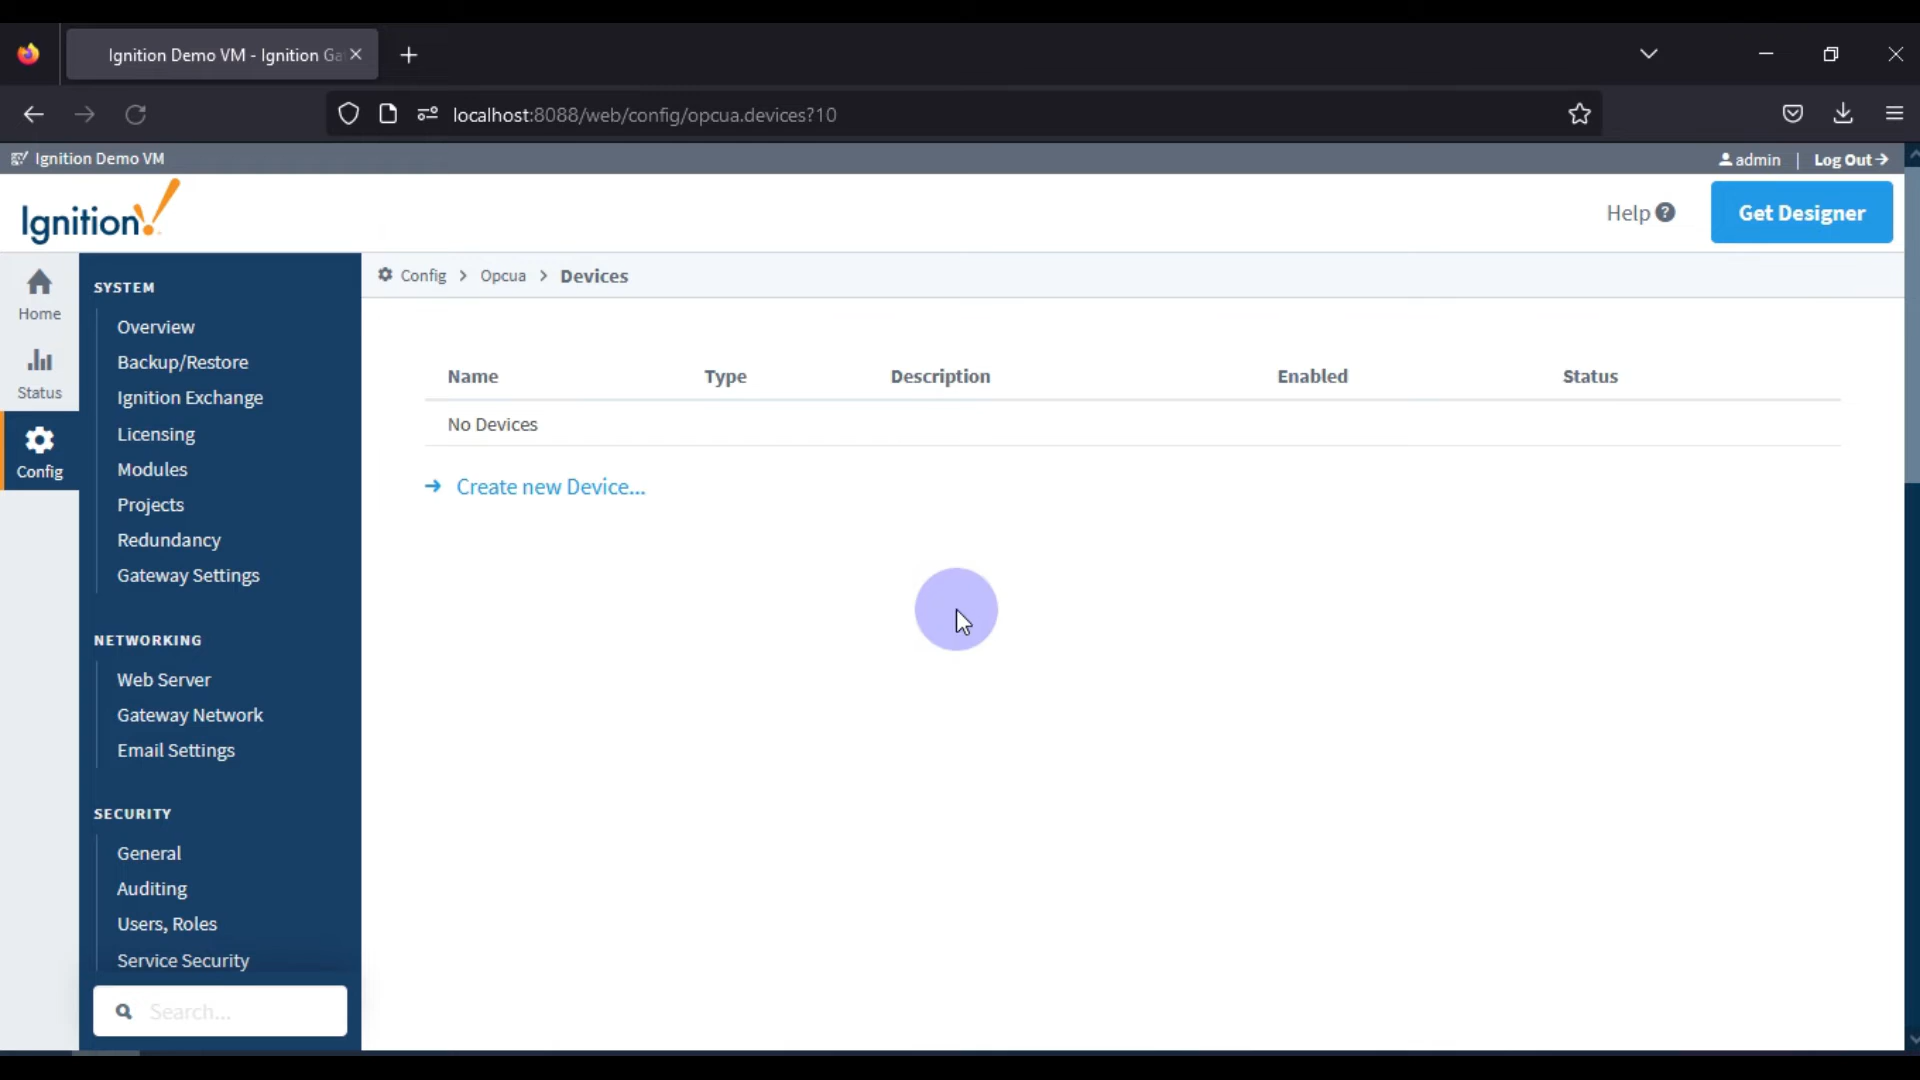 Ignition Demo VM - Ignition Ga
localhost:8088/web/config/opcua.devices?10
Ignition Demo VM
admin | Log Out
Ignition!
Help ?
Get Designer
Home
Status
Config
SYSTEM
Overview
Backup/Restore
Ignition Exchange
Licensing
Modules
Projects
Redundancy
Gateway Settings
NETWORKING
Web Server
Gateway Network
Email Settings
SECURITY
General
Auditing
Users, Roles
Service Security
Search...
Config > Opcua > Devices
Name Type Description Enabled Status
No Devices
Create new Device...